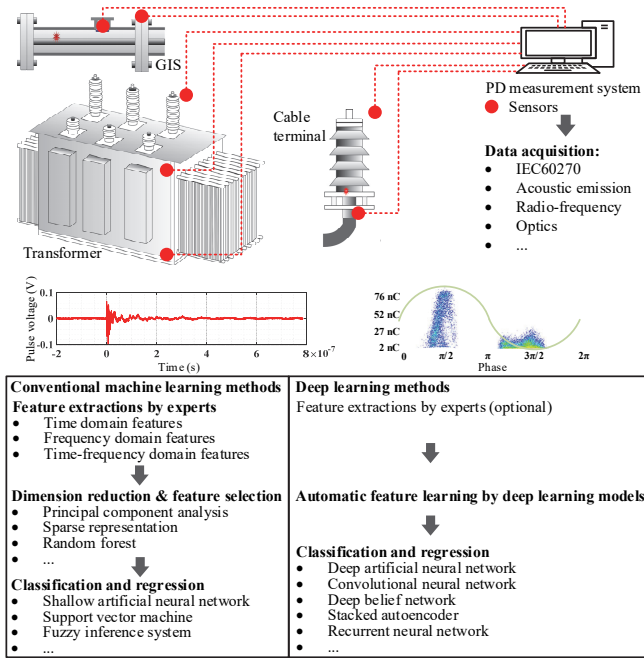 GIS
Transformer
Cable
terminal
PD measurement system
Sensors
Data acquisition:
• IEC60270
• Acoustic emission
• Radio-frequency
• Optics
• ...
Pulse voltage (V)
0.1
0
-0.1
-2 0 2 4 6 8
×10⁻⁷
Time (s)
76 nC
52 nC
27 nC
2 nC
0 π/2 π 3π/2 2π
Phase
Conventional machine learning methods
Feature extractions by experts
• Time domain features
• Frequency domain features
• Time-frequency domain features
Dimension reduction & feature selection
• Principal component analysis
• Sparse representation
• Random forest
• ...
Classification and regression
• Shallow artificial neural network
• Support vector machine
• Fuzzy inference system
• ...
Deep learning methods
Feature extractions by experts (optional)
Automatic feature learning by deep learning models
Classification and regression
• Deep artificial neural network
• Convolutional neural network
• Deep belief network
• Stacked autoencoder
• Recurrent neural network
• ...